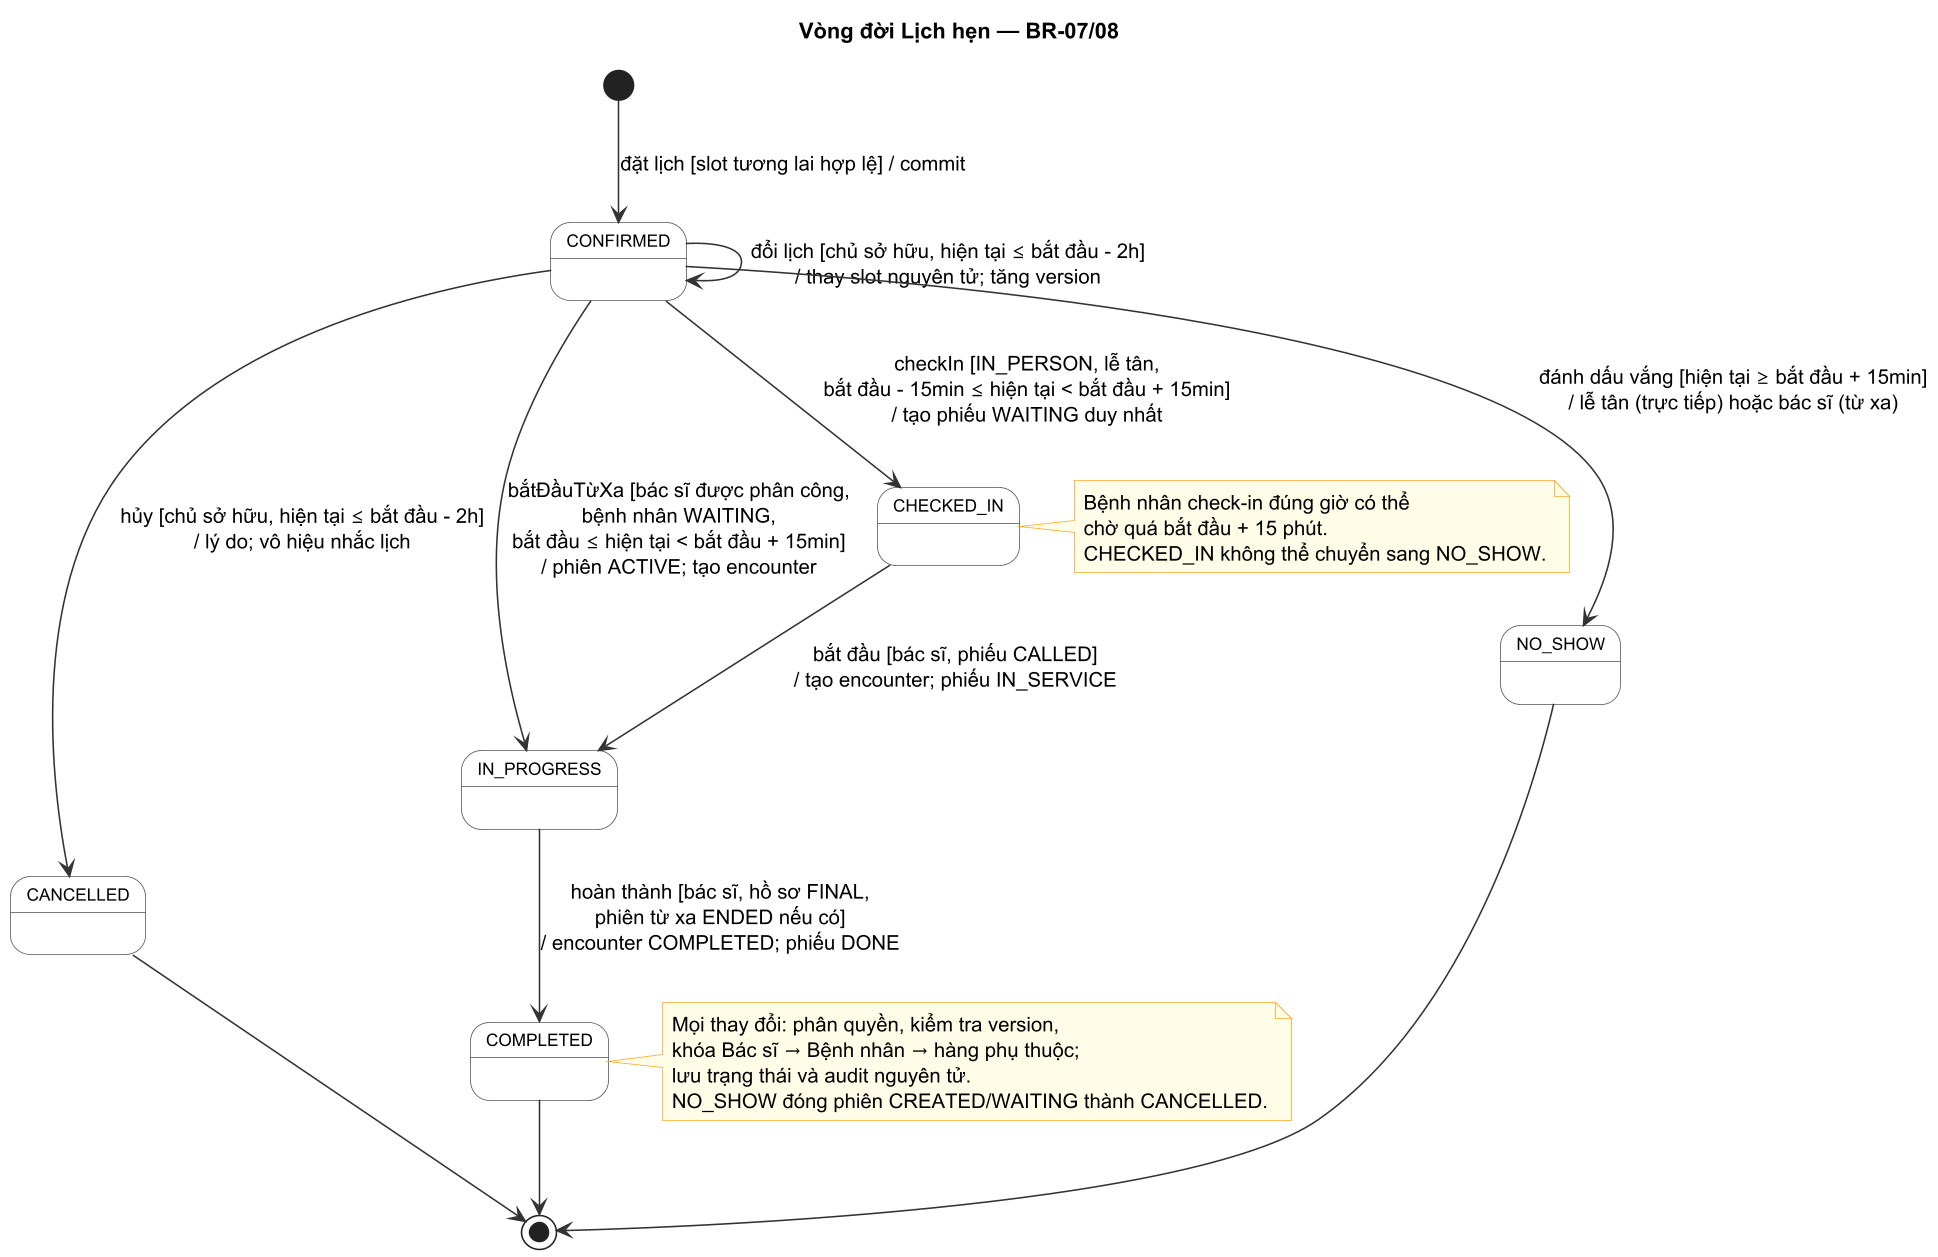 Vòng đời Lịch hẹn — BR-07/08
đặt lịch [slot tương lai hợp lệ] / commit
CONFIRMED
đổi lịch [chủ sở hữu, hiện tại ≤ bắt đầu - 2h]
/ thay slot nguyên tử; tăng version
checkIn [IN_PERSON, lễ tân,
bắt đầu - 15min ≤ hiện tại < bắt đầu + 15min]
/ tạo phiếu WAITING duy nhất
đánh dấu vắng [hiện tại ≥ bắt đầu + 15min]
/ lễ tân (trực tiếp) hoặc bác sĩ (từ xa)
hủy [chủ sở hữu, hiện tại ≤ bắt đầu - 2h]
/ lý do; vô hiệu nhắc lịch
bắtĐầuTừXa [bác sĩ được phân công,
bệnh nhân WAITING,
bắt đầu ≤ hiện tại < bắt đầu + 15min]
/ phiên ACTIVE; tạo encounter
CHECKED_IN
Bệnh nhân check-in đúng giờ có thể
chờ quá bắt đầu + 15 phút.
CHECKED_IN không thể chuyển sang NO_SHOW.
bắt đầu [bác sĩ, phiếu CALLED]
/ tạo encounter; phiếu IN_SERVICE
NO_SHOW
IN_PROGRESS
CANCELLED
hoàn thành [bác sĩ, hồ sơ FINAL,
phiên từ xa ENDED nếu có]
/ encounter COMPLETED; phiếu DONE
COMPLETED
Mọi thay đổi: phân quyền, kiểm tra version,
khóa Bác sĩ → Bệnh nhân → hàng phụ thuộc;
lưu trạng thái và audit nguyên tử.
NO_SHOW đóng phiên CREATED/WAITING thành CANCELLED.